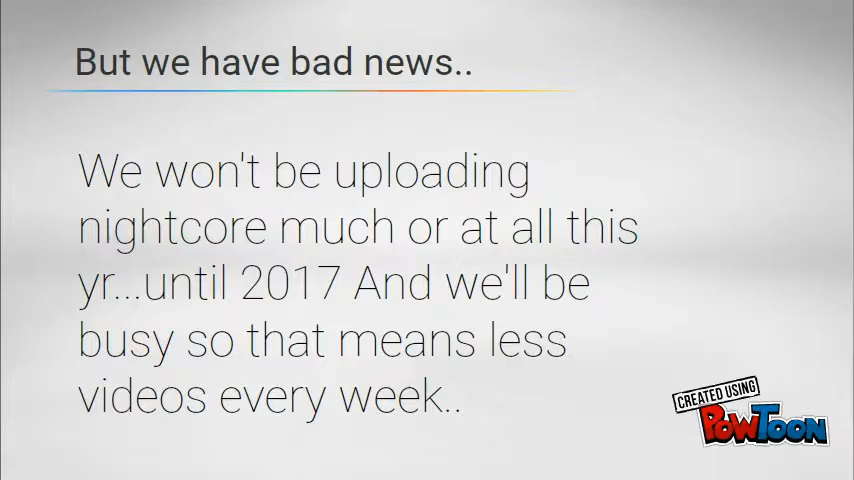 But we have bad news..
We won't be uploading
nightcore much or at all this
yr...until 2017 And we'll be
busy so that means less
videos every week..
CREATED USING
POWTOON